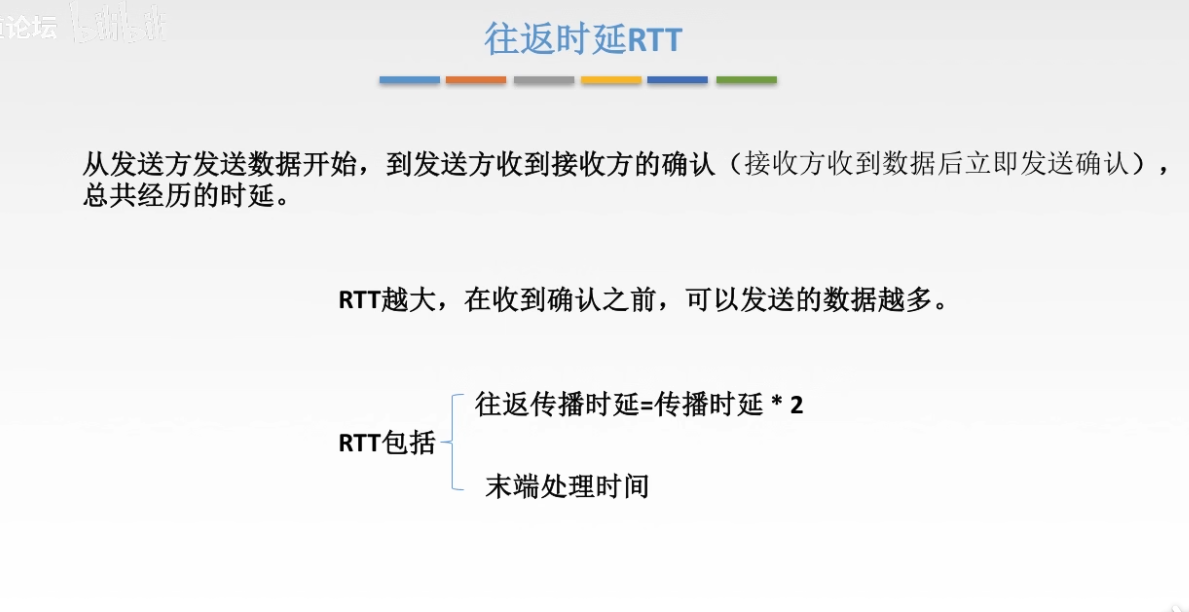 道论坛 bilibili
往返时延RTT
从发送方发送数据开始，到发送方收到接收方的确认（接收方收到数据后立即发送确认），
总共经历的时延。
RTT越大，在收到确认之前，可以发送的数据越多。
往返传播时延=传播时延 * 2
RTT包括
末端处理时间